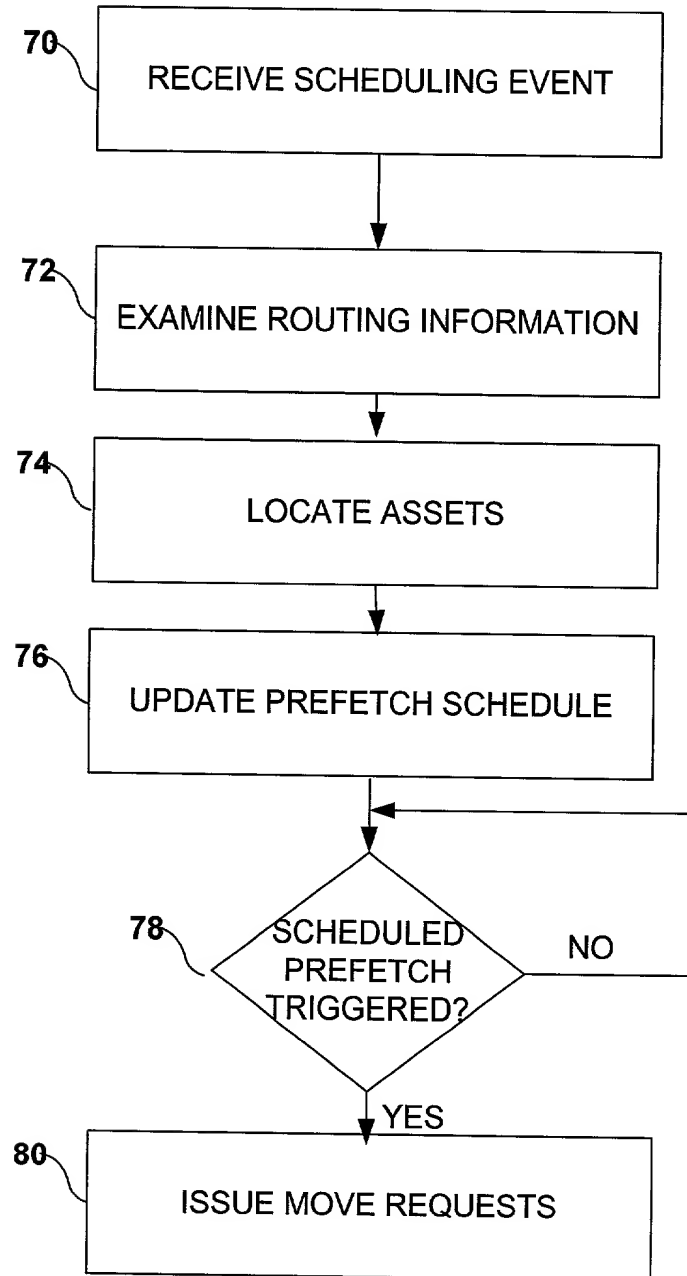 70
RECEIVE SCHEDULING EVENT
72
EXAMINE ROUTING INFORMATION
74
LOCATE ASSETS
76
UPDATE PREFETCH SCHEDULE
78
SCHEDULED
PREFETCH
TRIGGERED?
NO
YES
80
ISSUE MOVE REQUESTS